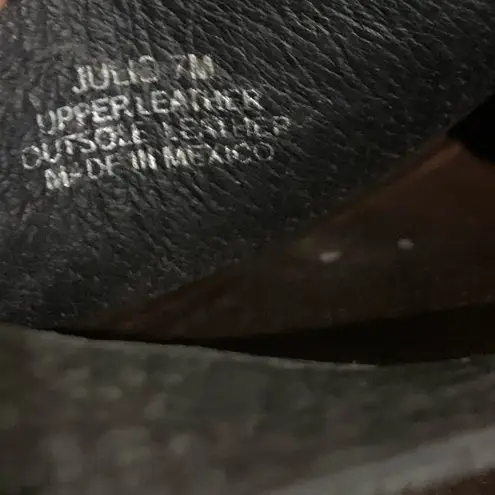 JULIO 7M
UPPER LEATHER
OUTSOLE LEATHER
MADE IN MEXICO